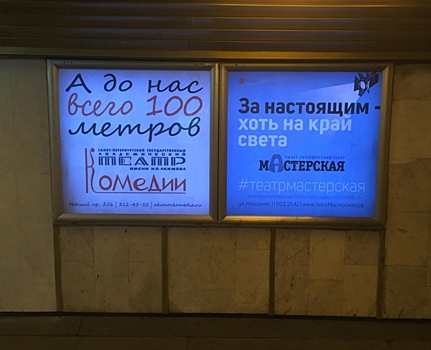 А до нас
всего 100
метров
САНКТ-ПЕТЕРБУРГСКИЙ ГОСУДАРСТВЕННЫЙ
АКАДЕМИЧЕСКИЙ
ТЕАТР
ИМЕНИ Н.П.АКИМОВА
Комедии
Невский пр., д.56 | 312-45-55 | akimovkomedia.ru
За настоящим -
хоть на край
света
САНКТ-ПЕТЕРБУРГСКИЙ ТЕАТР
МАСТЕРСКАЯ
#театрмастерская